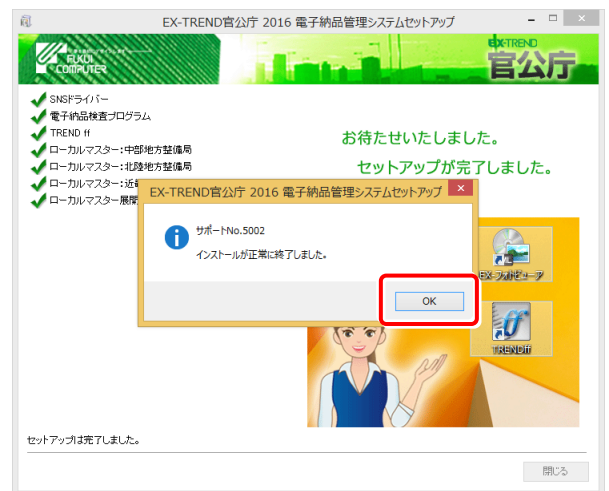 EX-TREND官公庁 2016 電子納品管理システムセットアップ
FUKUI
COMPUTER
EX-TREND
官公庁
SNSドライバー
電子納品検査プログラム
TREND ff
ローカルマスター:中部地方整備局
ローカルマスター:北陸地方整備局
ローカルマスター:近
ローカルマスター展開
お待たせいたしました。
セットアップが完了しました。
EX-TREND官公庁 2016 電子納品管理システムセットアップ
サポートNo.5002
インストールが正常に終了しました。
OK
EX-フォトビューア
TRENDff
セットアップは完了しました。
閉じる